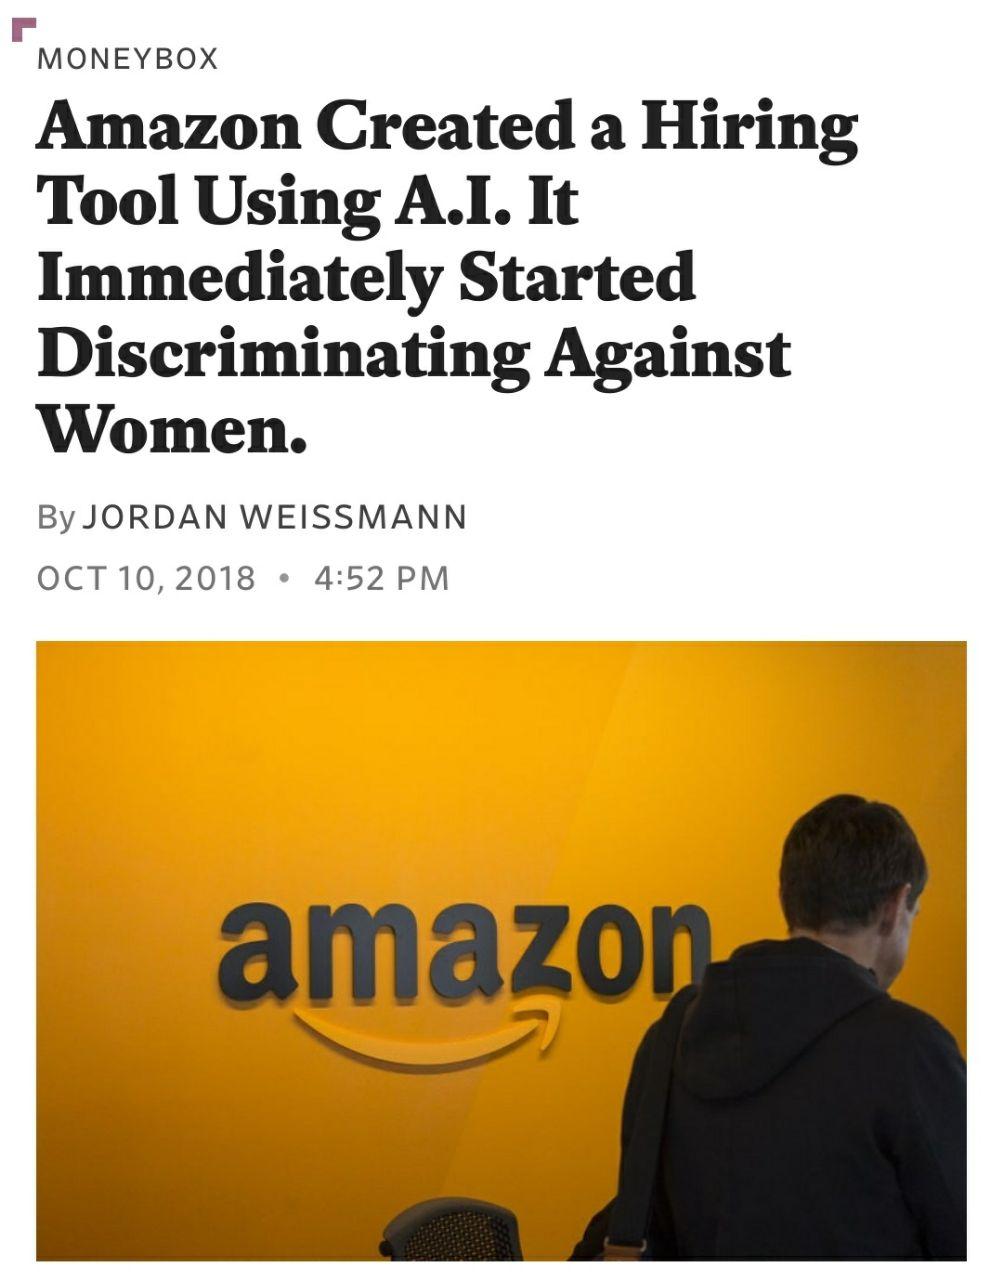 MONEYBOX
Amazon Created a Hiring
Tool Using A.I. It
Immediately Started
Discriminating Against
Women.
By JORDAN WEISSMANN
OCT 10, 2018 • 4:52 PM
amazon